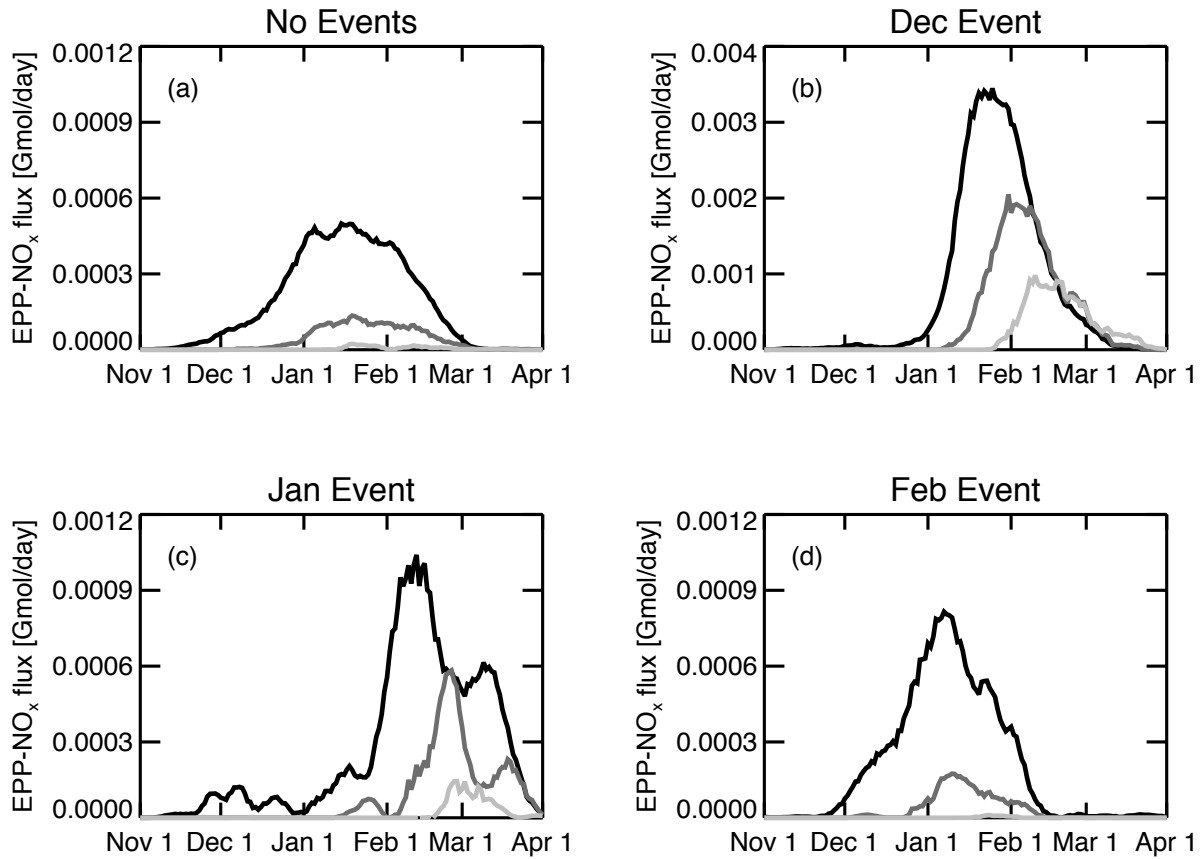 No Events
EPP-NOx flux [Gmol/day]
0.0012
0.0009
0.0006
0.0003
0.0000
(a)
Nov 1 Dec 1 Jan 1 Feb 1 Mar 1 Apr 1
Dec Event
EPP-NOx flux [Gmol/day]
0.004
0.003
0.002
0.001
0.000
(b)
Nov 1 Dec 1 Jan 1 Feb 1 Mar 1 Apr 1
Jan Event
EPP-NOx flux [Gmol/day]
0.0012
0.0009
0.0006
0.0003
0.0000
(c)
Nov 1 Dec 1 Jan 1 Feb 1 Mar 1 Apr 1
Feb Event
EPP-NOx flux [Gmol/day]
0.0012
0.0009
0.0006
0.0003
0.0000
(d)
Nov 1 Dec 1 Jan 1 Feb 1 Mar 1 Apr 1